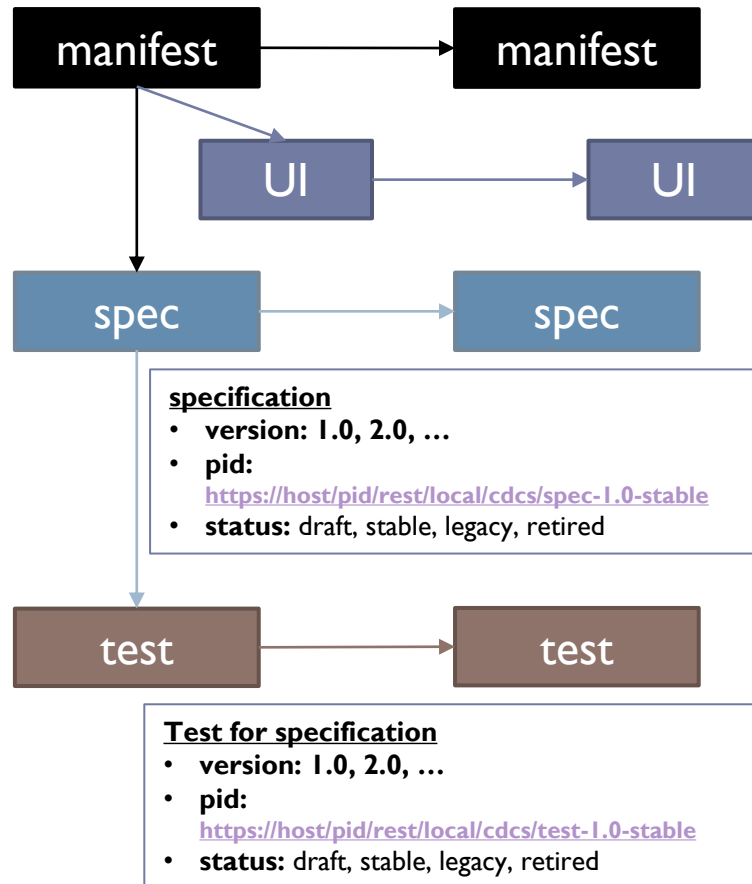 manifest
manifest
UI
UI
spec
spec
specification
• version: 1.0, 2.0, ...
• pid:
https://host/pid/rest/local/cdcs/spec-1.0-stable
• status: draft, stable, legacy, retired
test
test
Test for specification
• version: 1.0, 2.0, ...
• pid:
https://host/pid/rest/local/cdcs/test-1.0-stable
• status: draft, stable, legacy, retired